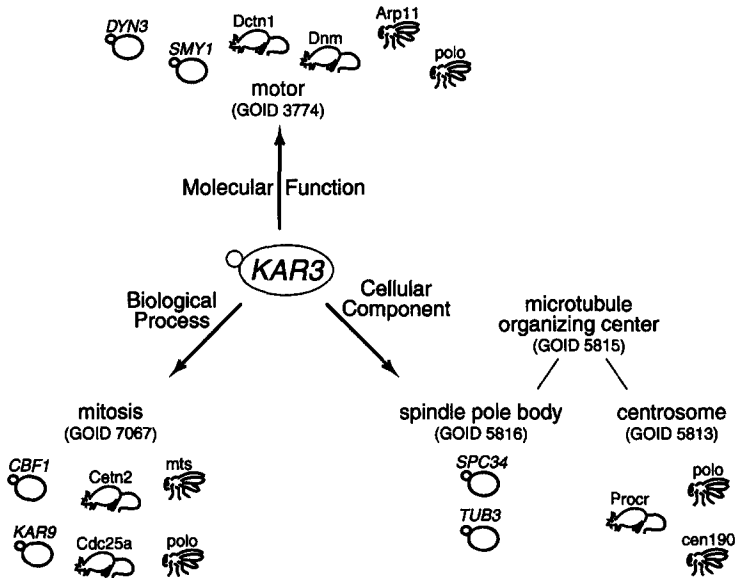 Arp11
DYN3
SMY1
Dctn1
Dnm
polo
motor
(GOID 3774)
Molecular Function
KAR3
Biological
Process
Cellular
Component
microtubule
organizing center
(GOID 5815)
mitosis
(GOID 7067)
spindle pole body
(GOID 5816)
centrosome
(GOID 5813)
CBF1
Cetn2
mts
KAR9
Cdc25a
polo
SPC34
TUB3
polo
Procr
cen190